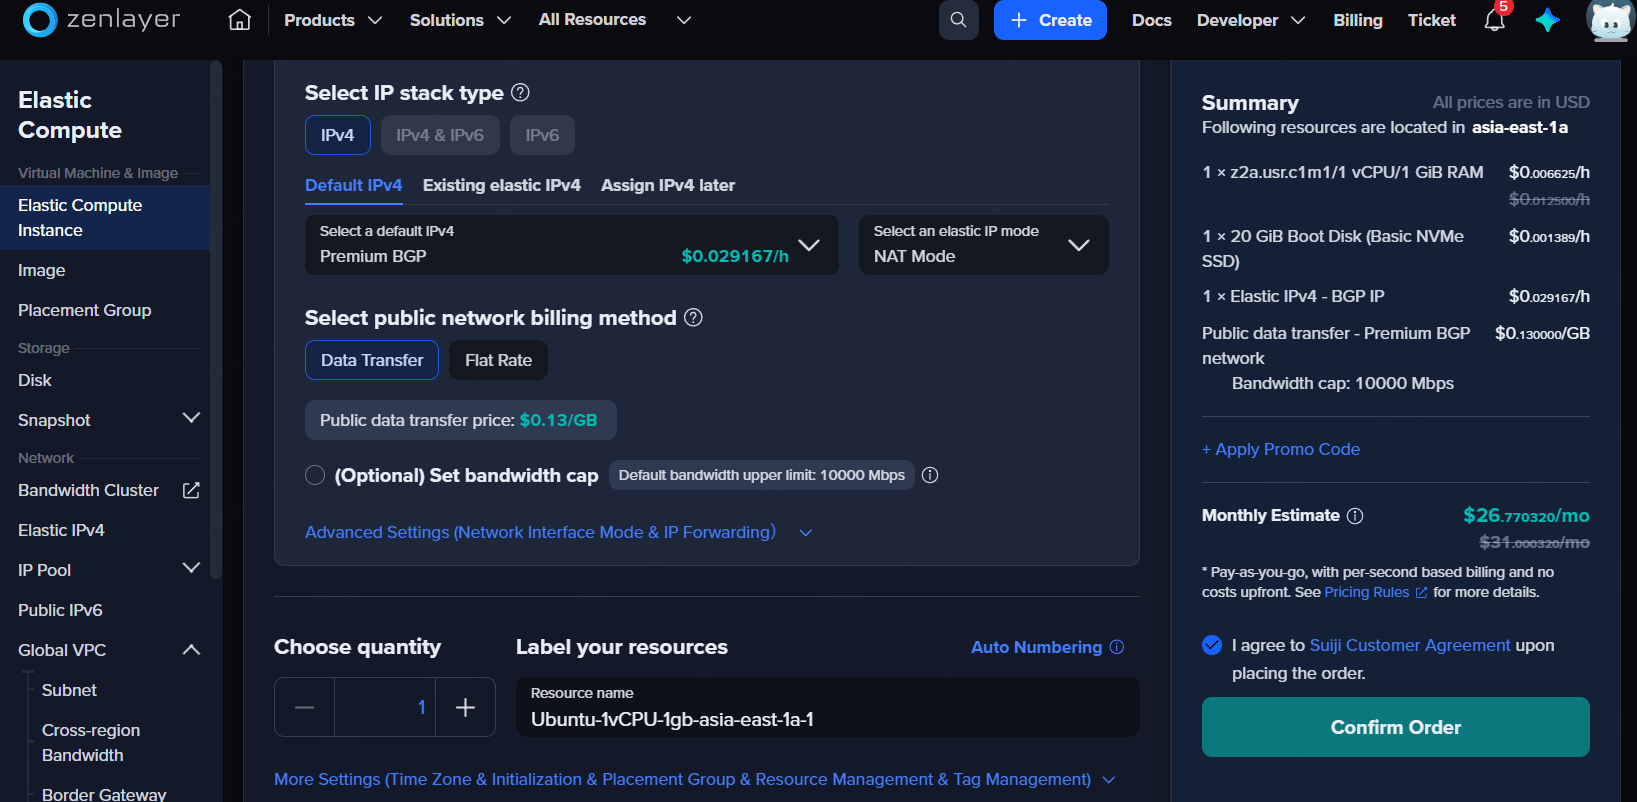 zenlayer
Products
Solutions
All Resources
Create
Docs
Developer
Billing
Ticket
5
Elastic
Compute
Virtual Machine & Image
Elastic Compute
Instance
Image
Placement Group
Storage
Disk
Snapshot
Network
Bandwidth Cluster
Elastic IPv4
IP Pool
Public IPv6
Global VPC
Subnet
Cross-region
Bandwidth
Border Gateway
Select IP stack type
IPv4
IPv4 & IPv6
IPv6
Default IPv4
Existing elastic IPv4
Assign IPv4 later
Select a default IPv4
Premium BGP
$0.029167/h
Select an elastic IP mode
NAT Mode
Select public network billing method
Data Transfer
Flat Rate
Public data transfer price: $0.13/GB
(Optional) Set bandwidth cap
Default bandwidth upper limit: 10000 Mbps
Advanced Settings (Network Interface Mode & IP Forwarding)
Choose quantity
1
Label your resources
Auto Numbering
Resource name
Ubuntu-1vCPU-1gb-asia-east-1a-1
More Settings (Time Zone & Initialization & Placement Group & Resource Management & Tag Management)
Summary
All prices are in USD
Following resources are located in asia-east-1a
1 × z2a.usr.c1m1/1 vCPU/1 GiB RAM
$0.006625/h
$0.012500/h
1 × 20 GiB Boot Disk (Basic NVMe
SSD)
$0.001389/h
1 × Elastic IPv4 - BGP IP
$0.029167/h
Public data transfer - Premium BGP
network
$0.130000/GB
Bandwidth cap: 10000 Mbps
+ Apply Promo Code
Monthly Estimate
$26.770320/mo
$31.000320/mo
* Pay-as-you-go, with per-second based billing and no
costs upfront. See Pricing Rules for more details.
I agree to Suiji Customer Agreement upon
placing the order.
Confirm Order